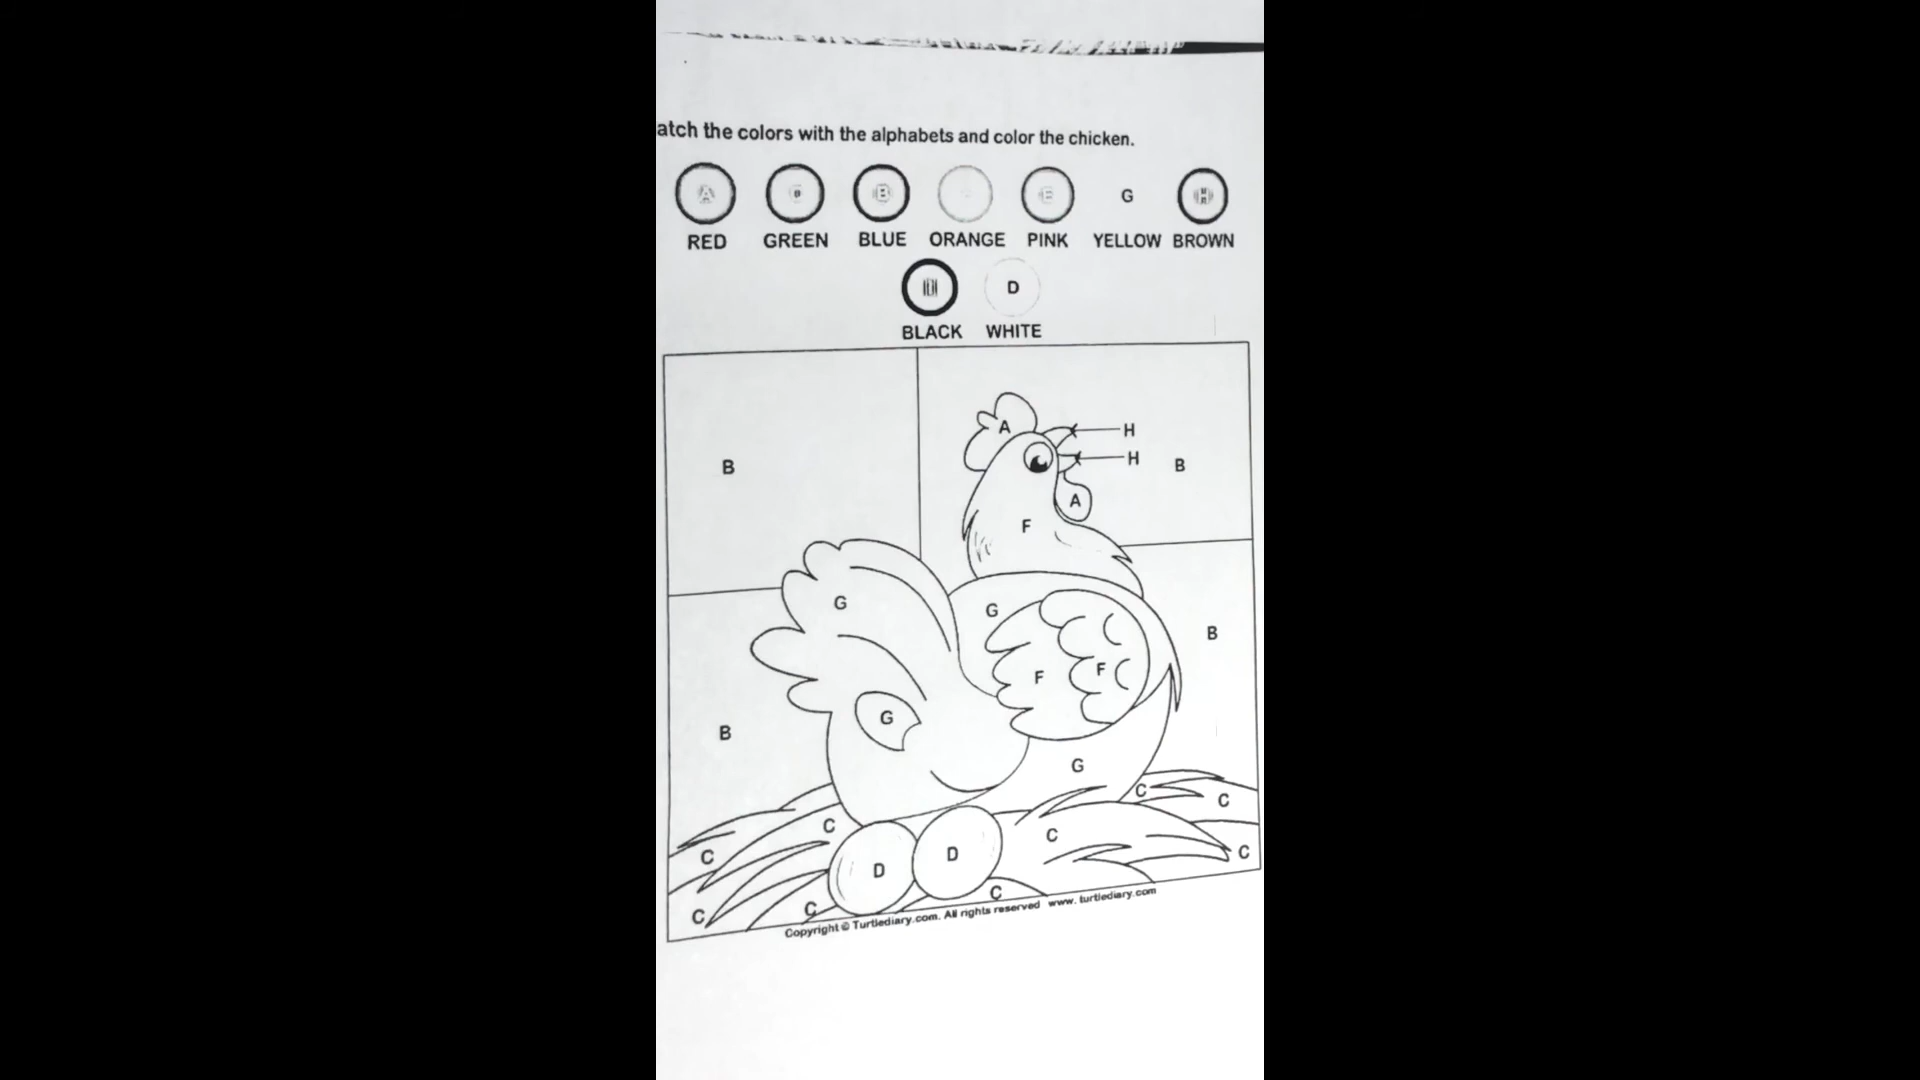 atch the colors with the alphabets and color the chicken.
A B E G H
RED GREEN BLUE ORANGE PINK YELLOW BROWN
D
BLACK WHITE
A H
B H B
A
F
G G B
F F
G
B G
C C
C C C
D D C
C C C
Copyright © Turtlediary.com. All rights reserved www. turtlediary.com